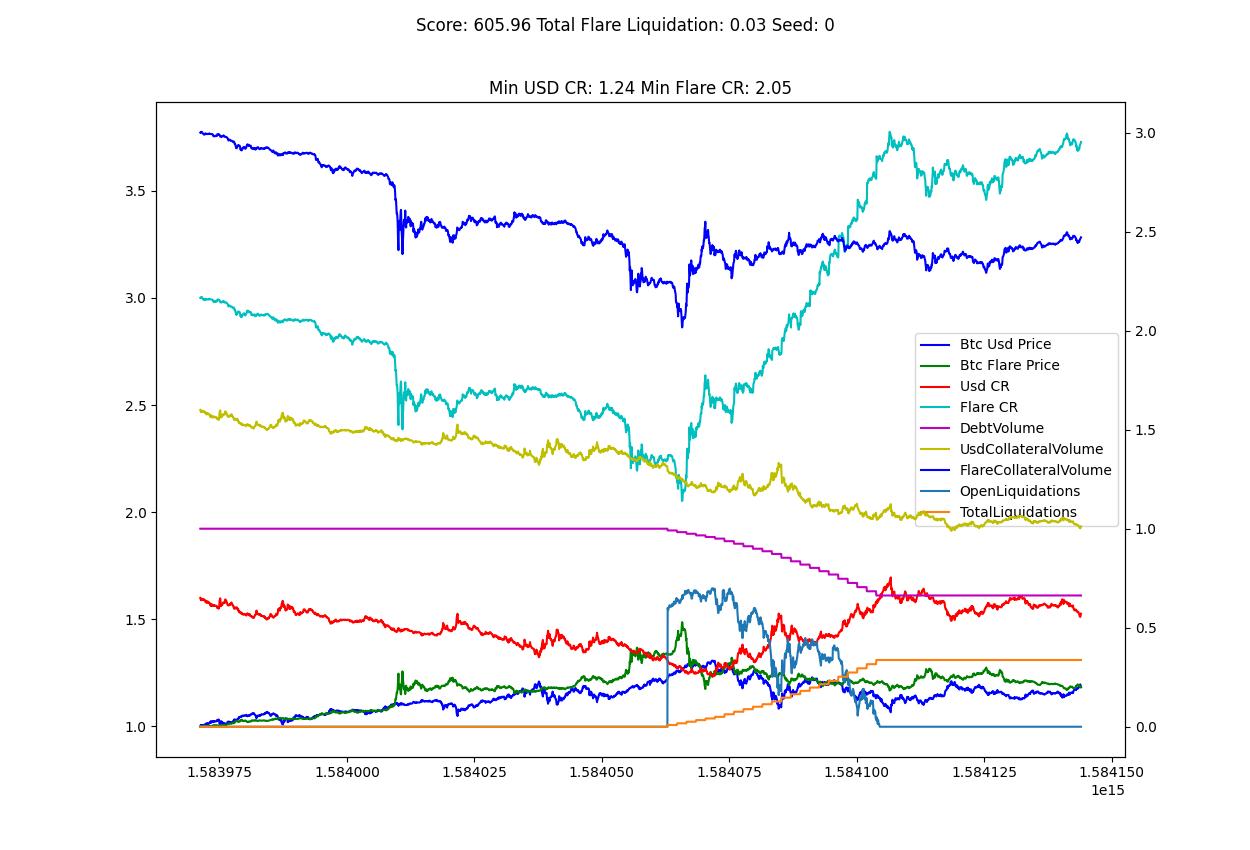 Score: 605.96 Total Flare Liquidation: 0.03 Seed: 0
Min USD CR: 1.24 Min Flare CR: 2.05
3.5
3.0
2.5
2.0
1.5
1.0
3.0
2.5
2.0
1.5
1.0
0.5
0.0
Btc Usd Price
Btc Flare Price
Usd CR
Flare CR
DebtVolume
UsdCollateralVolume
FlareCollateralVolume
OpenLiquidations
TotalLiquidations
1.583975 1.584000 1.584025 1.584050 1.584075 1.584100 1.584125 1.584150
1e15